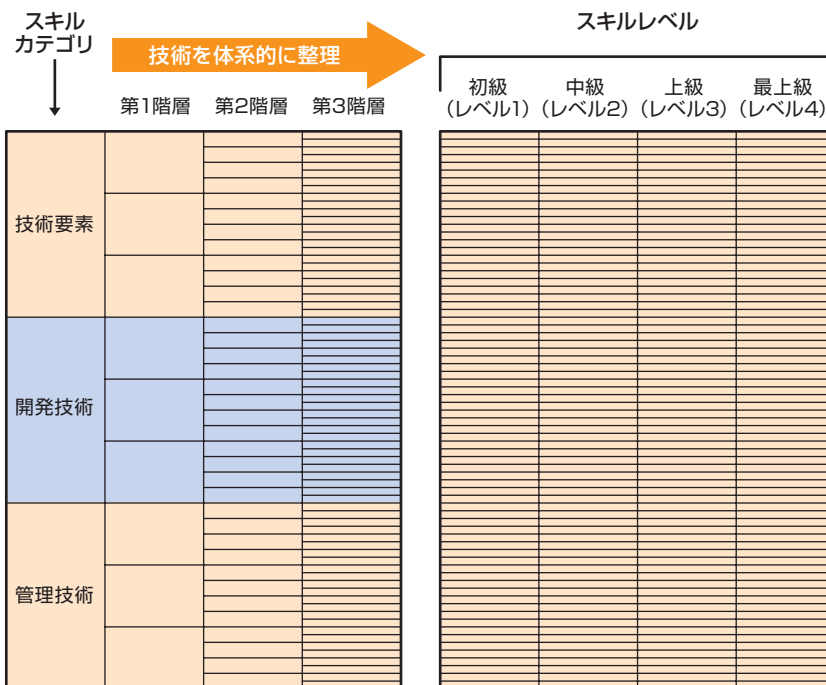 スキル
カテゴリ
技術を体系的に整理
スキルレベル
第1階層 第2階層 第3階層
初級 中級 上級 最上級
(レベル1) (レベル2) (レベル3) (レベル4)
技術要素
開発技術
管理技術